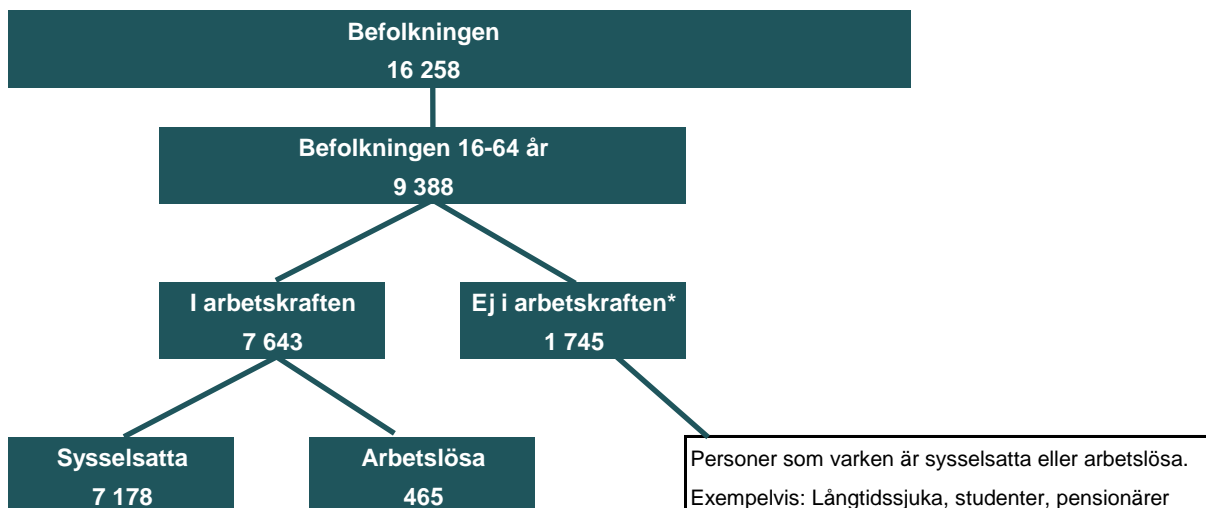 Befolkningen
16 258
Befolkningen 16-64 år
9 388
I arbetskraften
7 643
Ej i arbetskraften*
1 745
Sysselsatta
7 178
Arbetslösa
465
Personer som varken är sysselsatta eller arbetslösa.
Exempelvis: Långtidssjuka, studenter, pensionärer